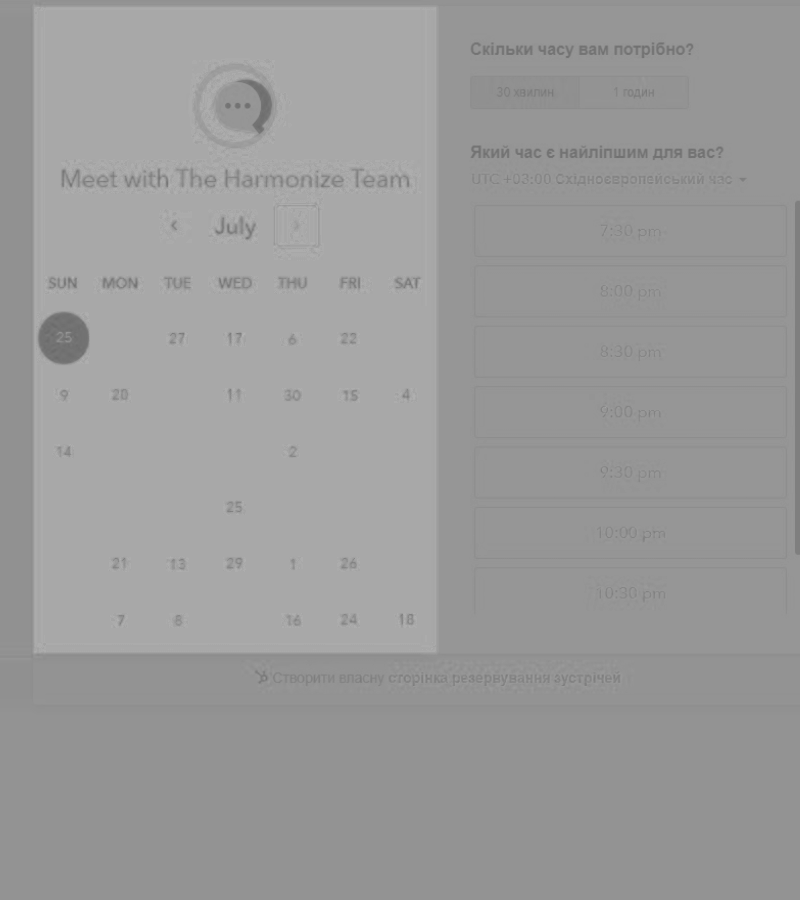 Meet with The Harmonize Team
July
SUN MON TUE WED THU FRI SAT
25 27 17 6 22
9 20 11 30 15 4
14 2
25
21 13 29 1 26
7 8 16 24 18
Скільки часу вам потрібно?
30 хвилин 1 годин
Який час є найліпшим для вас?
UTC +03:00 Східноєвропейський час
7:30 pm
8:00 pm
8:30 pm
9:00 pm
9:30 pm
10:00 pm
10:30 pm
Створити власну сторінка резервування зустрічей